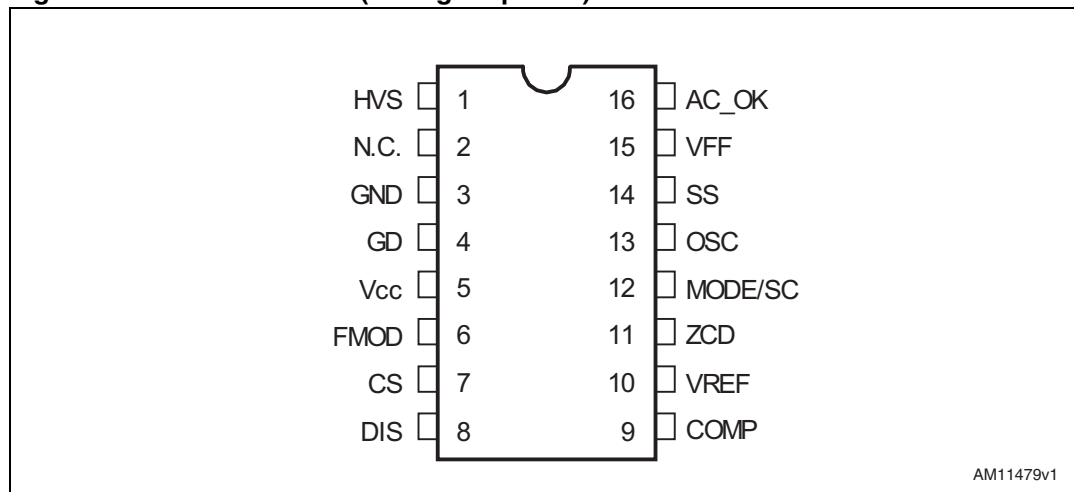 HVS 1 16 AC_OK
N.C. 2 15 VFF
GND 3 14 SS
GD 4 13 OSC
Vcc 5 12 MODE/SC
FMOD 6 11 ZCD
CS 7 10 VREF
DIS 8 9 COMP
AM11479v1